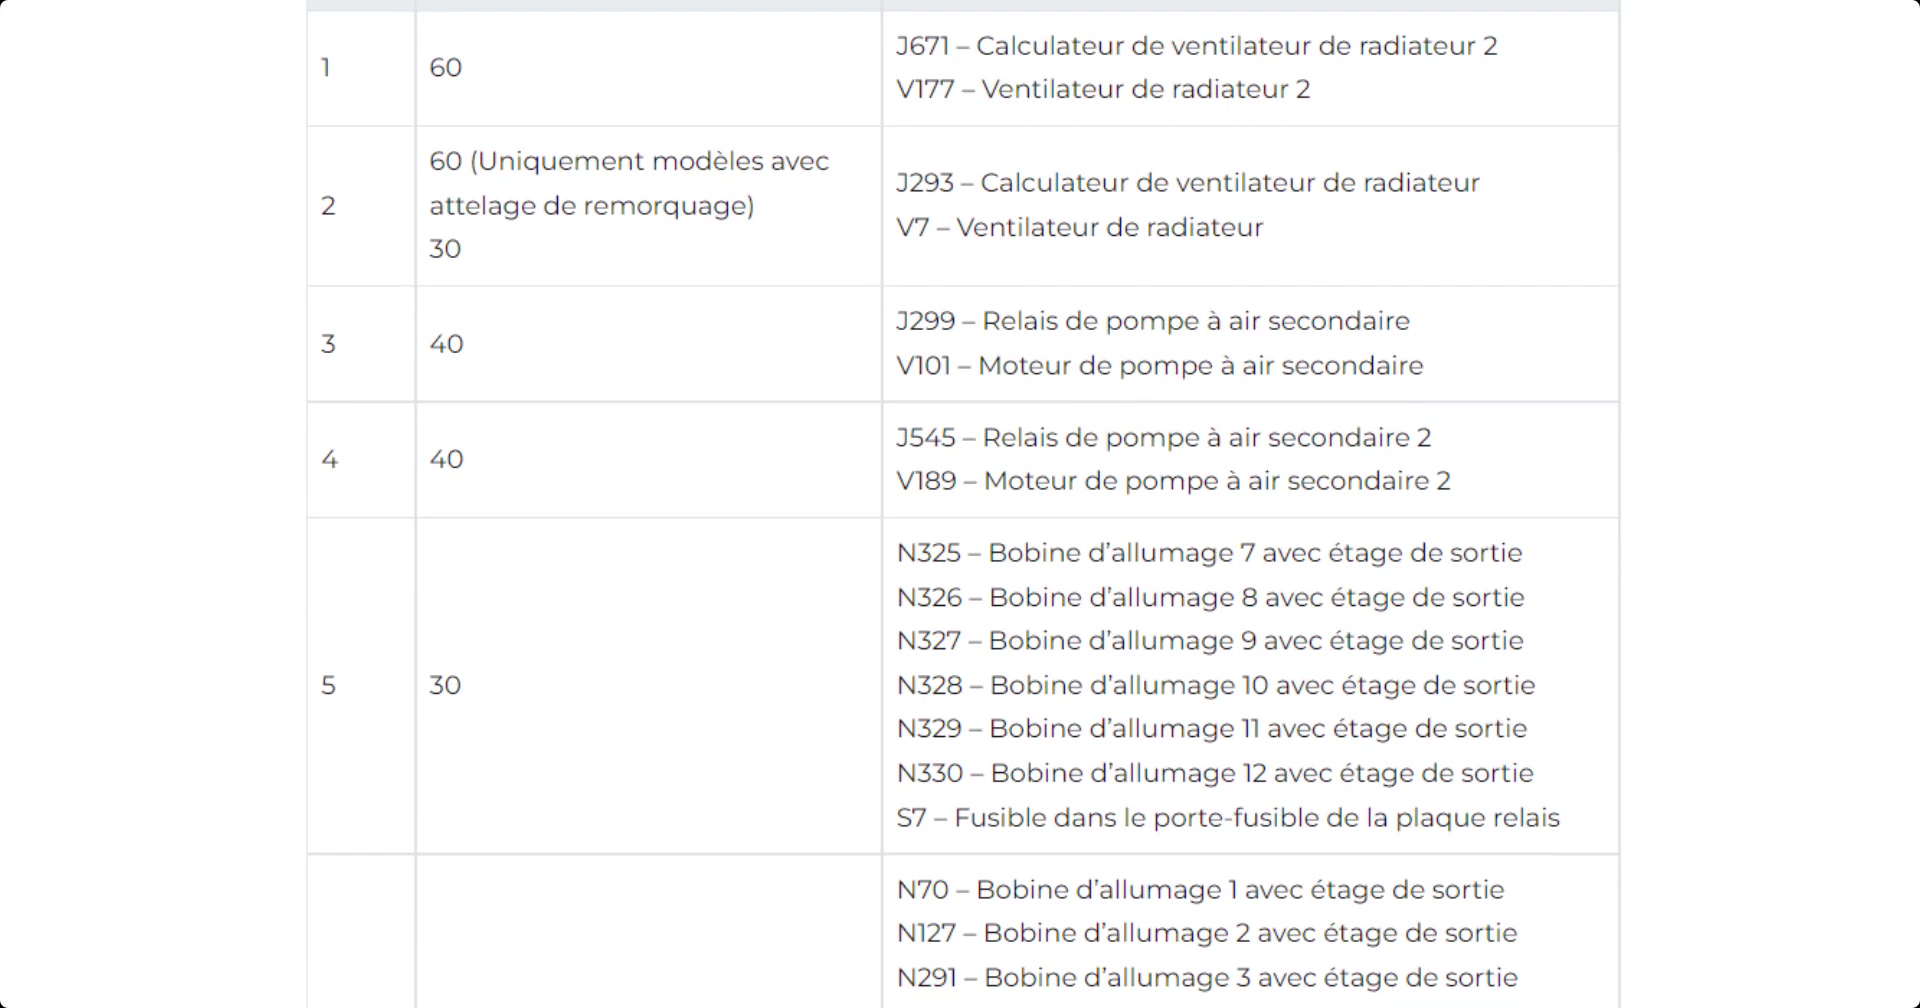 1
60
J671 – Calculateur de ventilateur de radiateur 2
V177 – Ventilateur de radiateur 2
2
60 (Uniquement modèles avec
attelage de remorquage)
30
J293 – Calculateur de ventilateur de radiateur
V7 – Ventilateur de radiateur
3
40
J299 – Relais de pompe à air secondaire
V101 – Moteur de pompe à air secondaire
4
40
J545 – Relais de pompe à air secondaire 2
V189 – Moteur de pompe à air secondaire 2
5
30
N325 – Bobine d’allumage 7 avec étage de sortie
N326 – Bobine d’allumage 8 avec étage de sortie
N327 – Bobine d’allumage 9 avec étage de sortie
N328 – Bobine d’allumage 10 avec étage de sortie
N329 – Bobine d’allumage 11 avec étage de sortie
N330 – Bobine d’allumage 12 avec étage de sortie
S7 – Fusible dans le porte-fusible de la plaque relais
N70 – Bobine d’allumage 1 avec étage de sortie
N127 – Bobine d’allumage 2 avec étage de sortie
N291 – Bobine d’allumage 3 avec étage de sortie